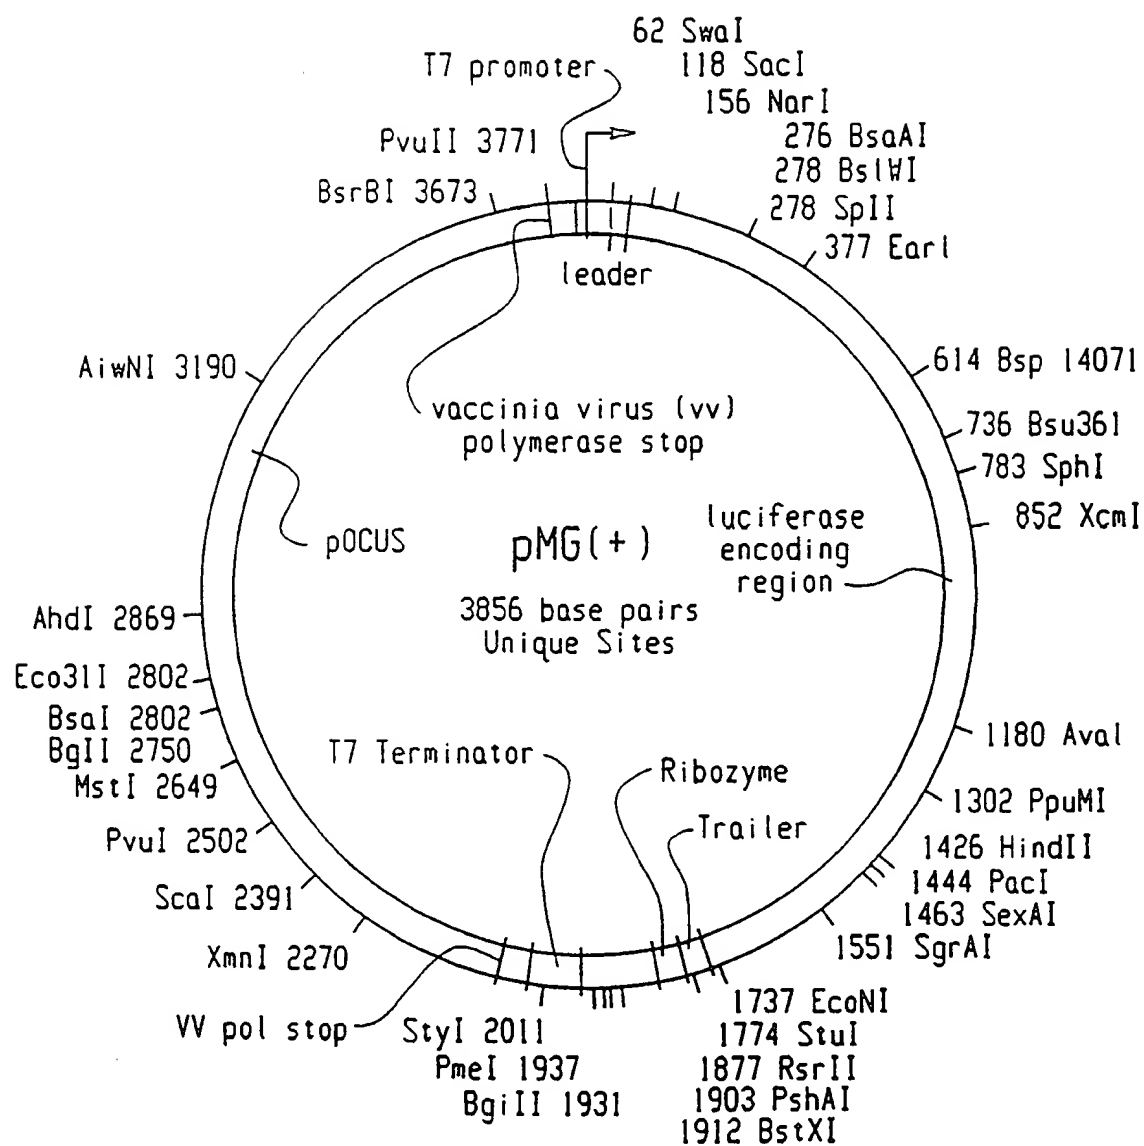 62 SwaI
T7 promoter
118 SacI
156 NarI
PvuII 3771
276 BsaAI
278 BslWI
BsrBI 3673
278 SpII
377 EarI
leader
AiwNI 3190
614 Bsp 14071
vaccinia virus (vv)
polymerase stop
736 Bsu361
783 SphI
852 XcmI
luciferase
encoding
region
pOCUS
pMG(+)
3856 base pairs
Unique Sites
AhdI 2869
Eco31I 2802
BsaI 2802
BgII 2750
MstI 2649
T7 Terminator
Ribozyme
Trailer
1180 AvaI
1302 PpuMI
PvuI 2502
1426 HindII
1444 PacI
1463 SexAI
1551 SgrAI
ScaI 2391
XmnI 2270
VV pol stop
StyI 2011
PmeI 1937
BgiII 1931
1737 EcoNI
1774 StuI
1877 RsrII
1903 PshAI
1912 BstXI